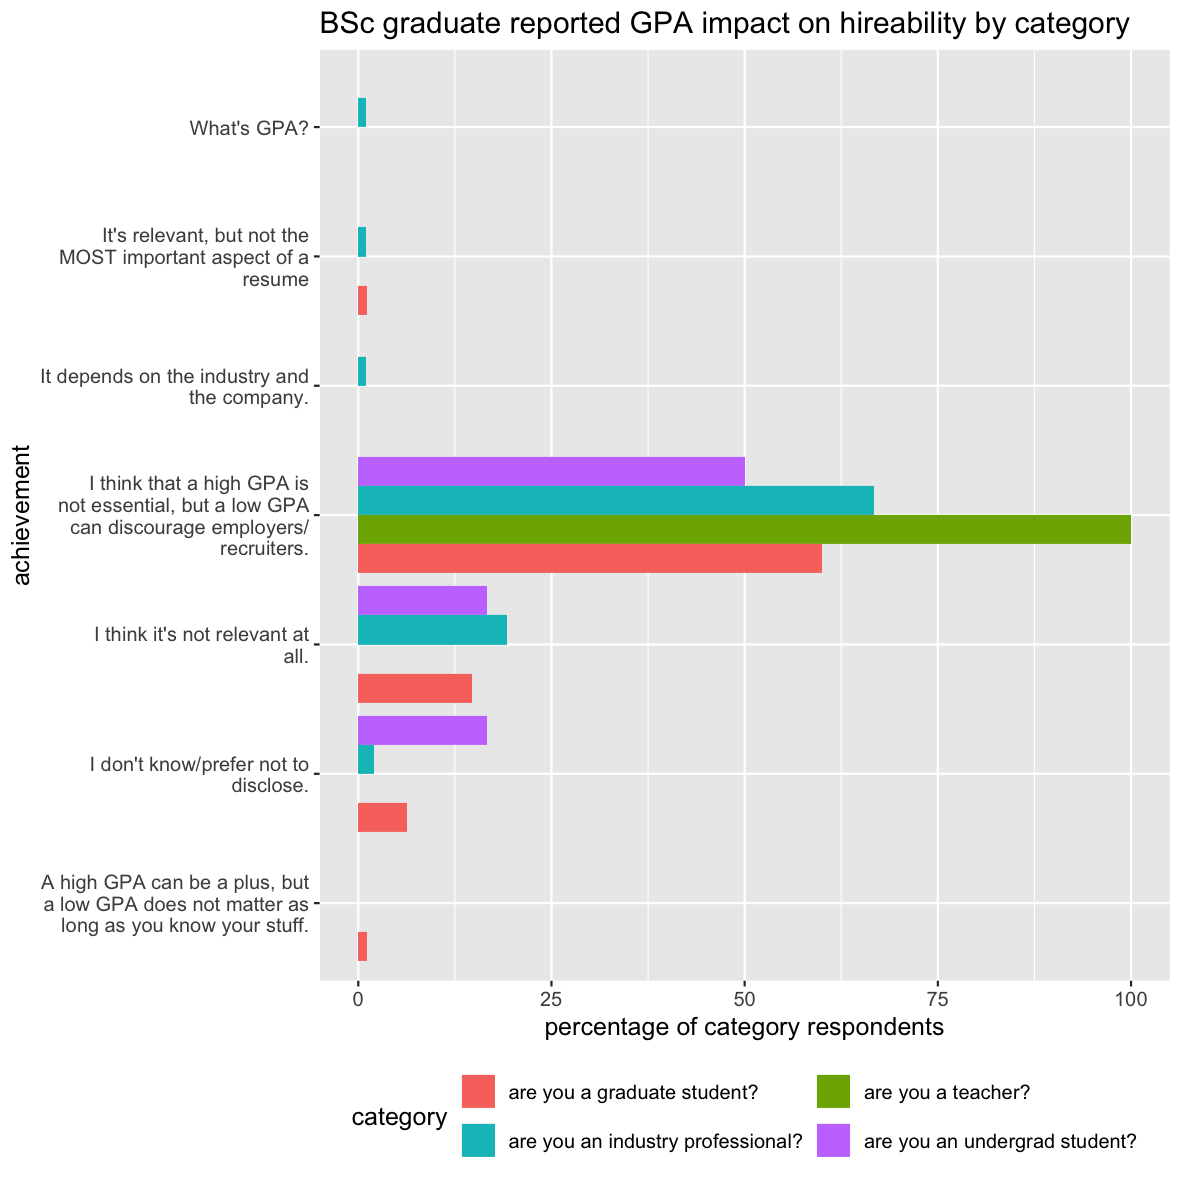 BSc graduate reported GPA impact on hireability by category
What's GPA?
It's relevant, but not the
MOST important aspect of a
resume
It depends on the industry and
the company.
I think that a high GPA is
not essential, but a low GPA
can discourage employers/
recruiters.
I think it's not relevant at
all.
I don't know/prefer not to
disclose.
A high GPA can be a plus, but
a low GPA does not matter as
long as you know your stuff.
achievement
0 25 50 75 100
percentage of category respondents
category
are you a graduate student? are you a teacher?
are you an industry professional? are you an undergrad student?